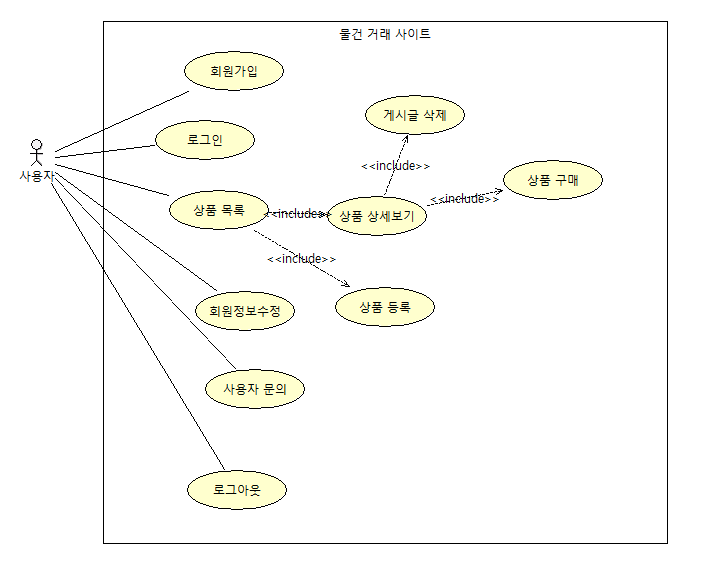 물건 거래 사이트
회원가입
게시글 삭제
로그인
<<include>>
상품 구매
사용자
<<include>>
상품 목록
<<include>>
상품 상세보기
<<include>>
상품 등록
회원정보수정
사용자 문의
로그아웃